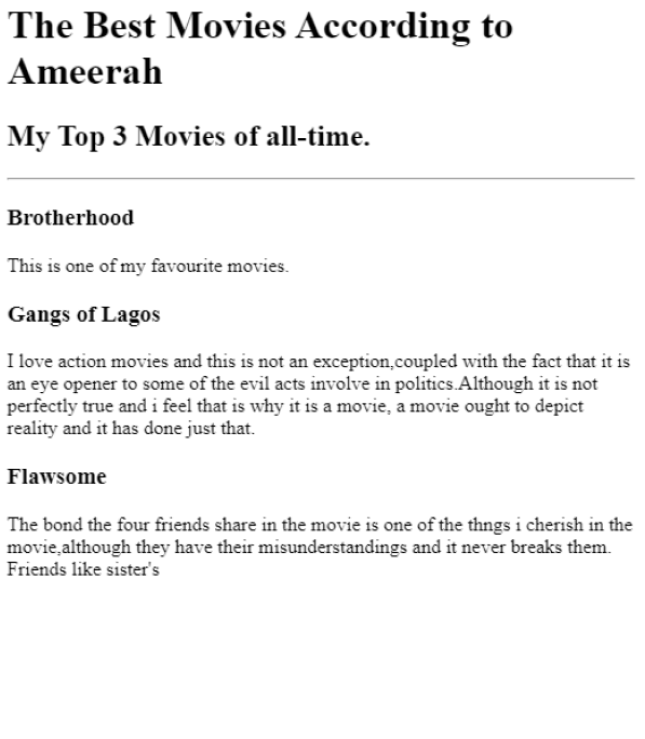 The Best Movies According to
Ameerah
My Top 3 Movies of all-time.
Brotherhood
This is one of my favourite movies.
Gangs of Lagos
I love action movies and this is not an exception,coupled with the fact that it is
an eye opener to some of the evil acts involve in politics.Although it is not
perfectly true and i feel that is why it is a movie, a movie ought to depict
reality and it has done just that.
Flawsome
The bond the four friends share in the movie is one of the thngs i cherish in the
movie,although they have their misunderstandings and it never breaks them.
Friends like sister's